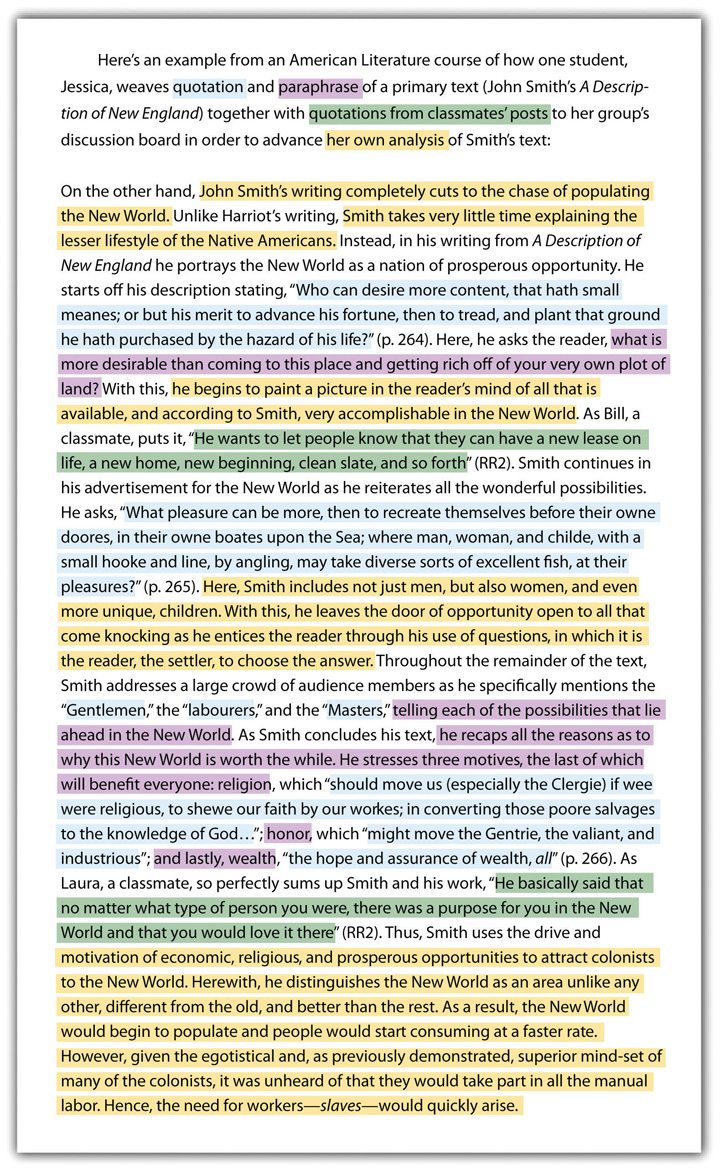 Here's an example from an American Literature course of how one student,
Jessica, weaves quotation and paraphrase of a primary text (John Smith's A Descrip-
tion of New England) together with quotations from classmates' posts to her group's
discussion board in order to advance her own analysis of Smith's text:
On the other hand, John Smith's writing completely cuts to the chase of populating
the New World. Unlike Harriot's writing, Smith takes very little time explaining the
lesser lifestyle of the Native Americans. Instead, in his writing from A Description of
New England he portrays the New World as a nation of prosperous opportunity. He
starts off his description stating, "Who can desire more content, that hath small
meanes; or but his merit to advance his fortune, then to tread, and plant that ground
he hath purchased by the hazard of his life?" (p. 264). Here, he asks the reader, what is
more desirable than coming to this place and getting rich off of your very own plot of
land? With this, he begins to paint a picture in the reader's mind of all that is
available, and according to Smith, very accomplishable in the New World. As Bill, a
classmate, puts it, "He wants to let people know that they can have a new lease on
life, a new home, new beginning, clean slate, and so forth" (RR2). Smith continues in
his advertisement for the New World as he reiterates all the wonderful possibilities.
He asks, "What pleasure can be more, then to recreate themselves before their owne
doores, in their owne boates upon the Sea; where man, woman, and childe, with a
small hooke and line, by angling, may take diverse sorts of excellent fish, at their
pleasures?" (p. 265). Here, Smith includes not just men, but also women, and even
more unique, children. With this, he leaves the door of opportunity open to all that
come knocking as he entices the reader through his use of questions, in which it is
the reader, the settler, to choose the answer. Throughout the remainder of the text,
Smith addresses a large crowd of audience members as he specifically mentions the
"Gentlemen," the "labourers," and the "Masters," telling each of the possibilities that lie
ahead in the New World. As Smith concludes his text, he recaps all the reasons as to
why this New World is worth the while. He stresses three motives, the last of which
will benefit everyone: religion, which "should move us (especially the Clergie) if wee
were religious, to shewe our faith by our workes; in converting those poore salvages
to the knowledge of God…"; honor, which "might move the Gentrie, the valiant, and
industrious"; and lastly, wealth, "the hope and assurance of wealth, all" (p. 266). As
Laura, a classmate, so perfectly sums up Smith and his work, "He basically said that
no matter what type of person you were, there was a purpose for you in the New
World and that you would love it there" (RR2). Thus, Smith uses the drive and
motivation of economic, religious, and prosperous opportunities to attract colonists
to the New World. Herewith, he distinguishes the New World as an area unlike any
other, different from the old, and better than the rest. As a result, the New World
would begin to populate and people would start consuming at a faster rate.
However, given the egotistical and, as previously demonstrated, superior mind-set of
many of the colonists, it was unheard of that they would take part in all the manual
labor. Hence, the need for workers—slaves—would quickly arise.